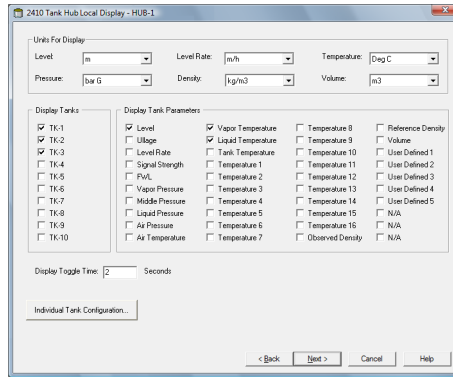 2410 Tank Hub Local Display - HUB-1
Units For Display
Level: m Level Rate: m/h Temperature: Deg C
Pressure: bar G Density: kg/m3 Volume: m3
Display Tanks Display Tank Parameters
TK-1 Level Vapor Temperature Temperature 8 Reference Density
TK-2 Ullage Liquid Temperature Temperature 9 Volume
TK-3 Level Rate Tank Temperature Temperature 10 User Defined 1
TK-4 Signal Strength Temperature 1 Temperature 11 User Defined 2
TK-5 FWL Temperature 2 Temperature 12 User Defined 3
TK-6 Vapor Pressure Temperature 3 Temperature 13 User Defined 4
TK-7 Middle Pressure Temperature 4 Temperature 14 User Defined 5
TK-8 Liquid Pressure Temperature 5 Temperature 15 N/A
TK-9 Air Pressure Temperature 6 Temperature 16 N/A
TK-10 Air Temperature Temperature 7 Observed Density N/A
Display Toggle Time: 2 Seconds
Individual Tank Configuration...
< Back Next > Cancel Help